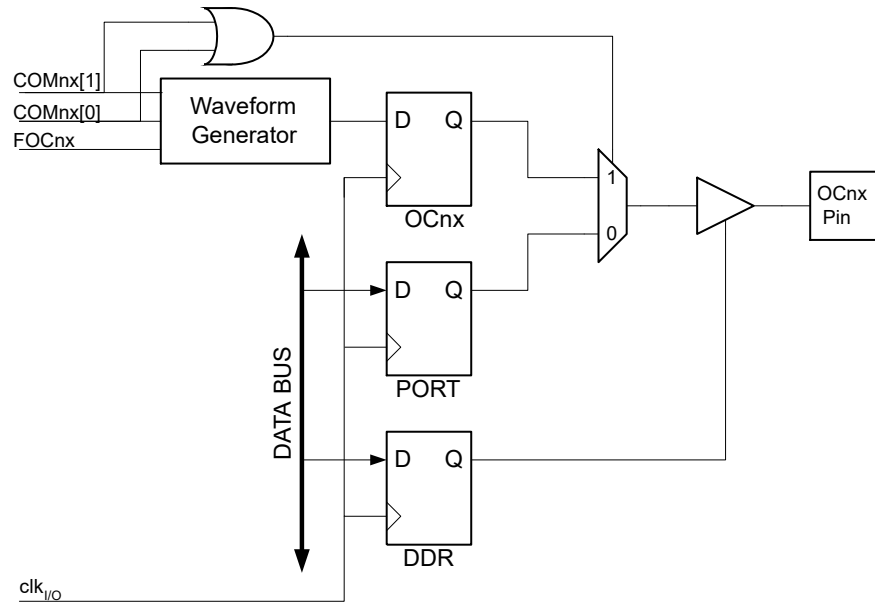 COMnx[1]
COMnx[0]
FOCnx
Waveform
Generator
D Q
OCnx
1
0
OCnx
Pin
D Q
PORT
DATA BUS
D Q
DDR
clkI/O